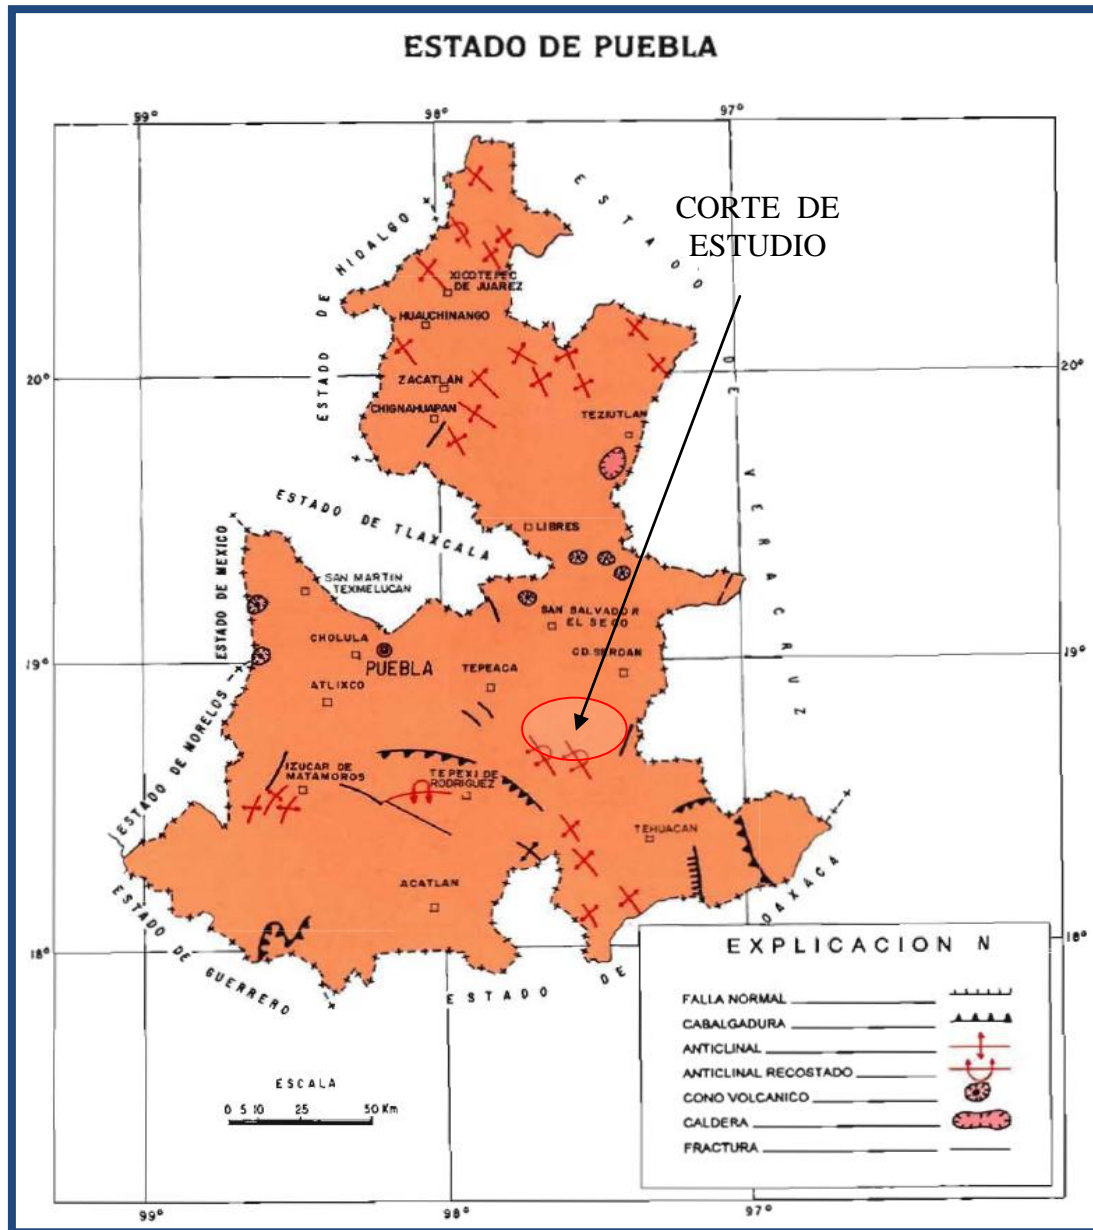 ESTADO DE PUEBLA
99°
98°
97°
CORTE DE
ESTUDIO
ESTADO
DE
VERACRUZ
ESTADO DE HIDALGO
XICOTEPEC
DE JUAREZ
HUAUCHINANGO
20°
20°
ZACATLAN
CHIGNAHUAPAN
TEZIUTLAN
ESTADO DE TLAXCALA
LIBRES
ESTADO DE MEXICO
SAN MARTIN
TEXMELUCAN
SAN SALVADOR
EL SECO
CHOLULA
PUEBLA
TEPEACA
CD. SERDAN
19°
19°
ATLIXCO
ESTADO DE MORELOS
IZUCAR DE
MATAMOROS
TEPEXI DE
RODRIGUEZ
TEHUACAN
ACATLAN
ESTADO DE GUERRERO
ESTADO DE
OAXACA
18°
18°
EXPLICACION N
FALLA NORMAL
CABALGADURA
ANTICLINAL
ANTICLINAL RECOSTADO
CONO VOLCANICO
CALDERA
FRACTURA
ESCALA
0 5 10 25 50 Km
99°
98°
97°